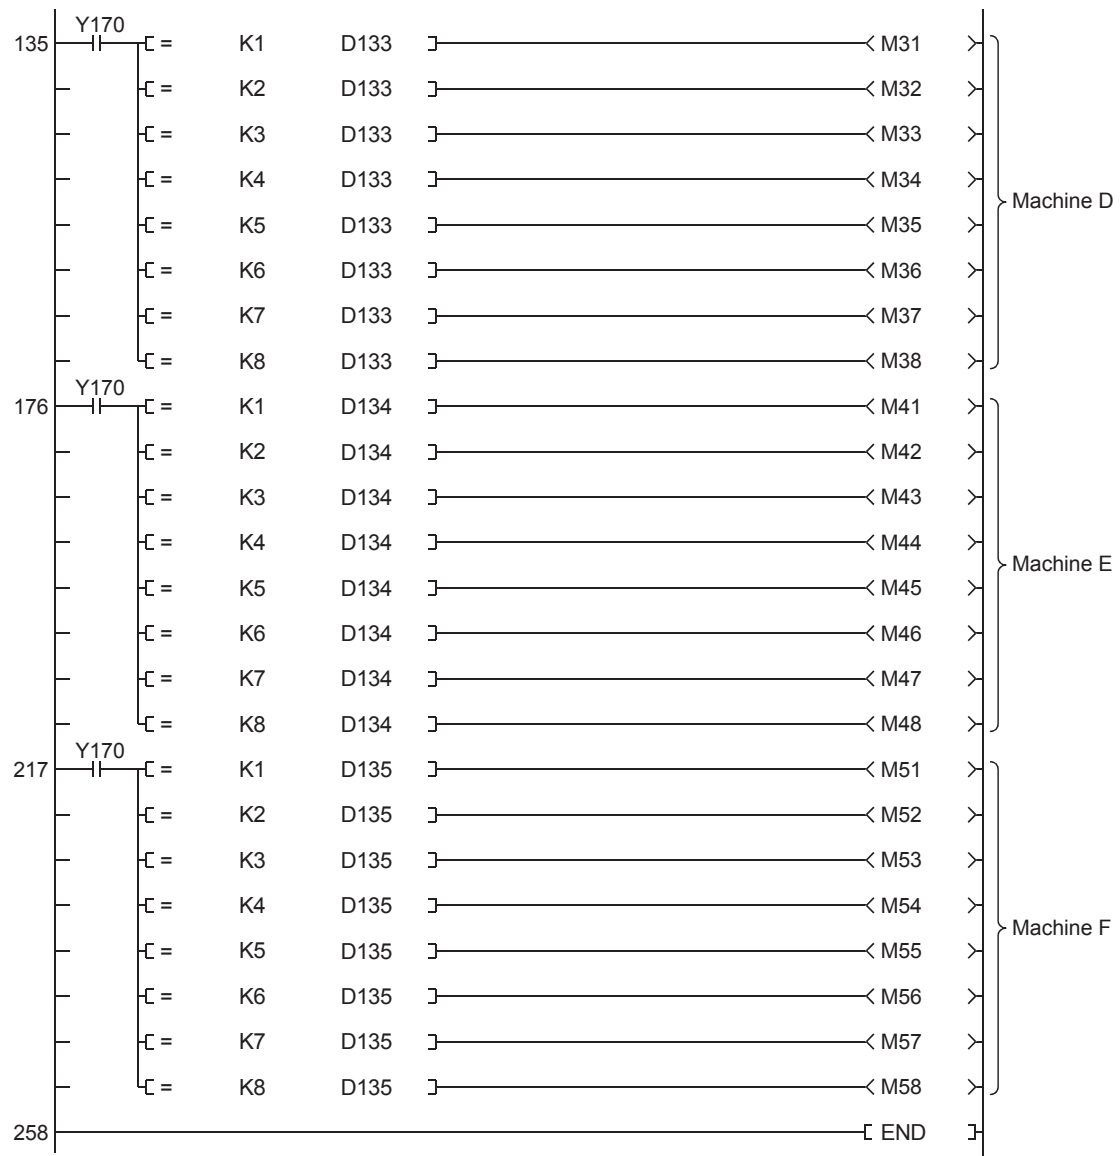 Y170
135 = K1 D133 M31
= K2 D133 M32
= K3 D133 M33
= K4 D133 M34
= K5 D133 M35
Machine D
= K6 D133 M36
= K7 D133 M37
= K8 D133 M38
Y170
176 = K1 D134 M41
= K2 D134 M42
= K3 D134 M43
= K4 D134 M44
Machine E
= K5 D134 M45
= K6 D134 M46
= K7 D134 M47
= K8 D134 M48
Y170
217 = K1 D135 M51
= K2 D135 M52
= K3 D135 M53
= K4 D135 M54
Machine F
= K5 D135 M55
= K6 D135 M56
= K7 D135 M57
= K8 D135 M58
258 END